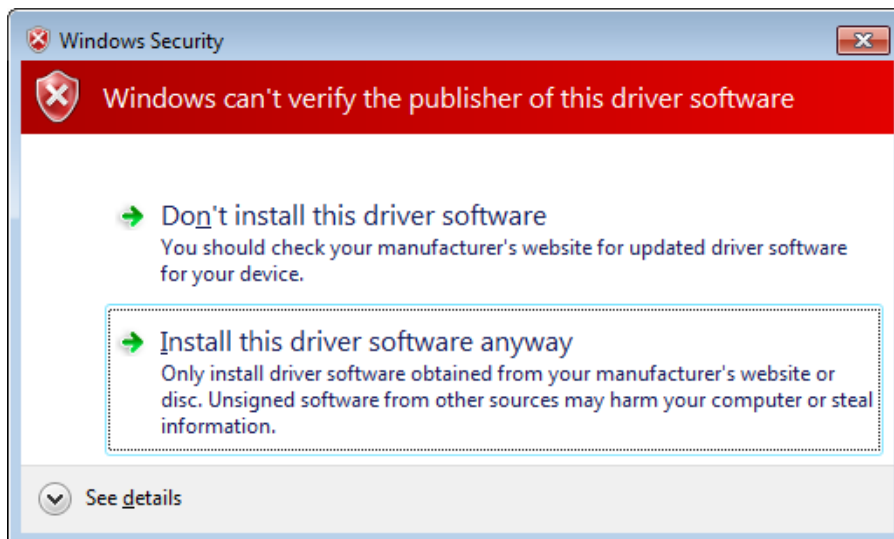 Windows Security
Windows can't verify the publisher of this driver software
Don't install this driver software
You should check your manufacturer's website for updated driver software
for your device.
Install this driver software anyway
Only install driver software obtained from your manufacturer's website or
disc. Unsigned software from other sources may harm your computer or steal
information.
See details